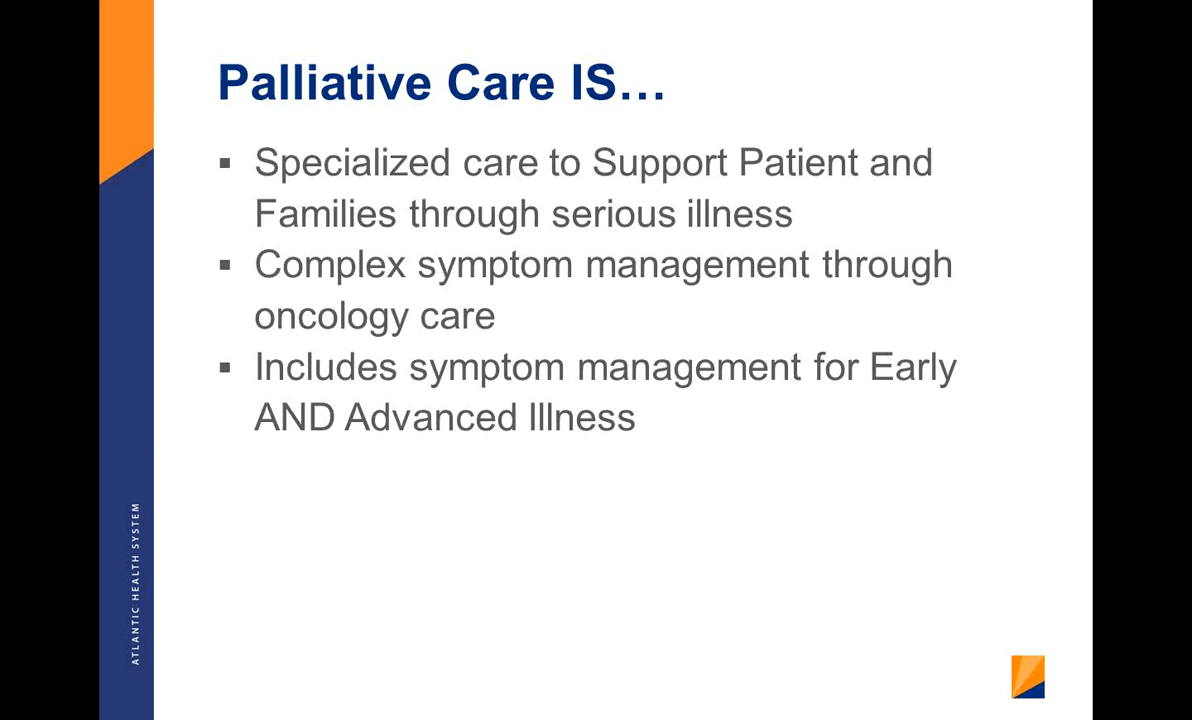 Palliative Care IS…
▪ Specialized care to Support Patient and
Families through serious illness
▪ Complex symptom management through
oncology care
▪ Includes symptom management for Early
AND Advanced Illness
ATLANTIC HEALTH SYSTEM